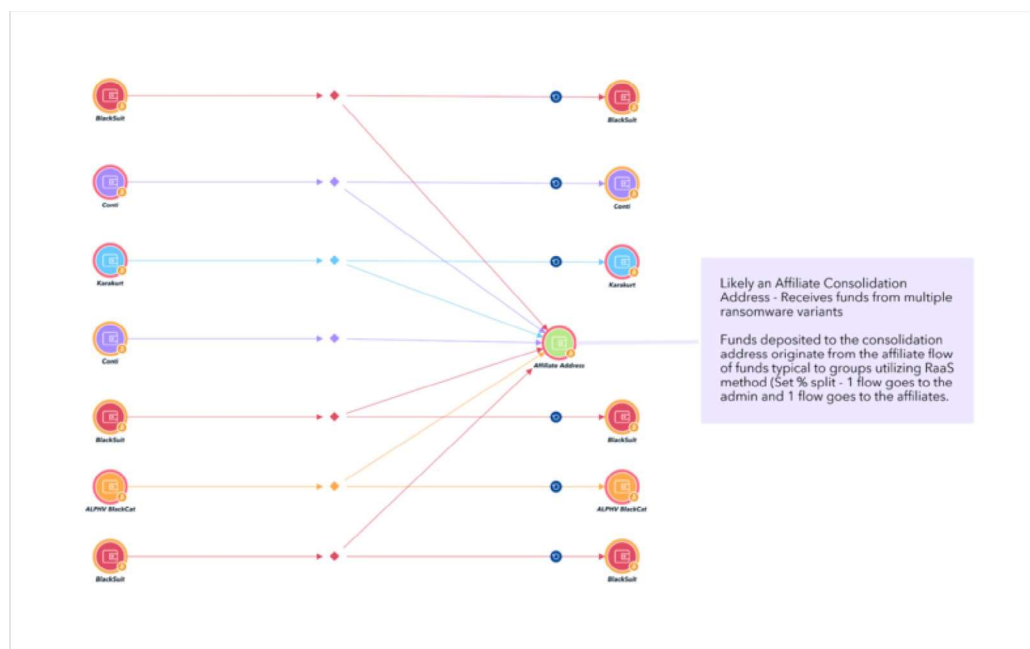 BlackSuit
BlackSuit
Conti
Conti
Karakurt
Karakurt
Likely an Affiliate Consolidation
Address - Receives funds from multiple
ransomware variants
Funds deposited to the consolidation
address originate from the affiliate flow
of funds typical to groups utilizing RaaS
method (Set % split - 1 flow goes to the
admin and 1 flow goes to the affiliates.
Conti
Affiliate Address
BlackSuit
BlackSuit
ALPHV BlackCat
ALPHV BlackCat
BlackSuit
BlackSuit